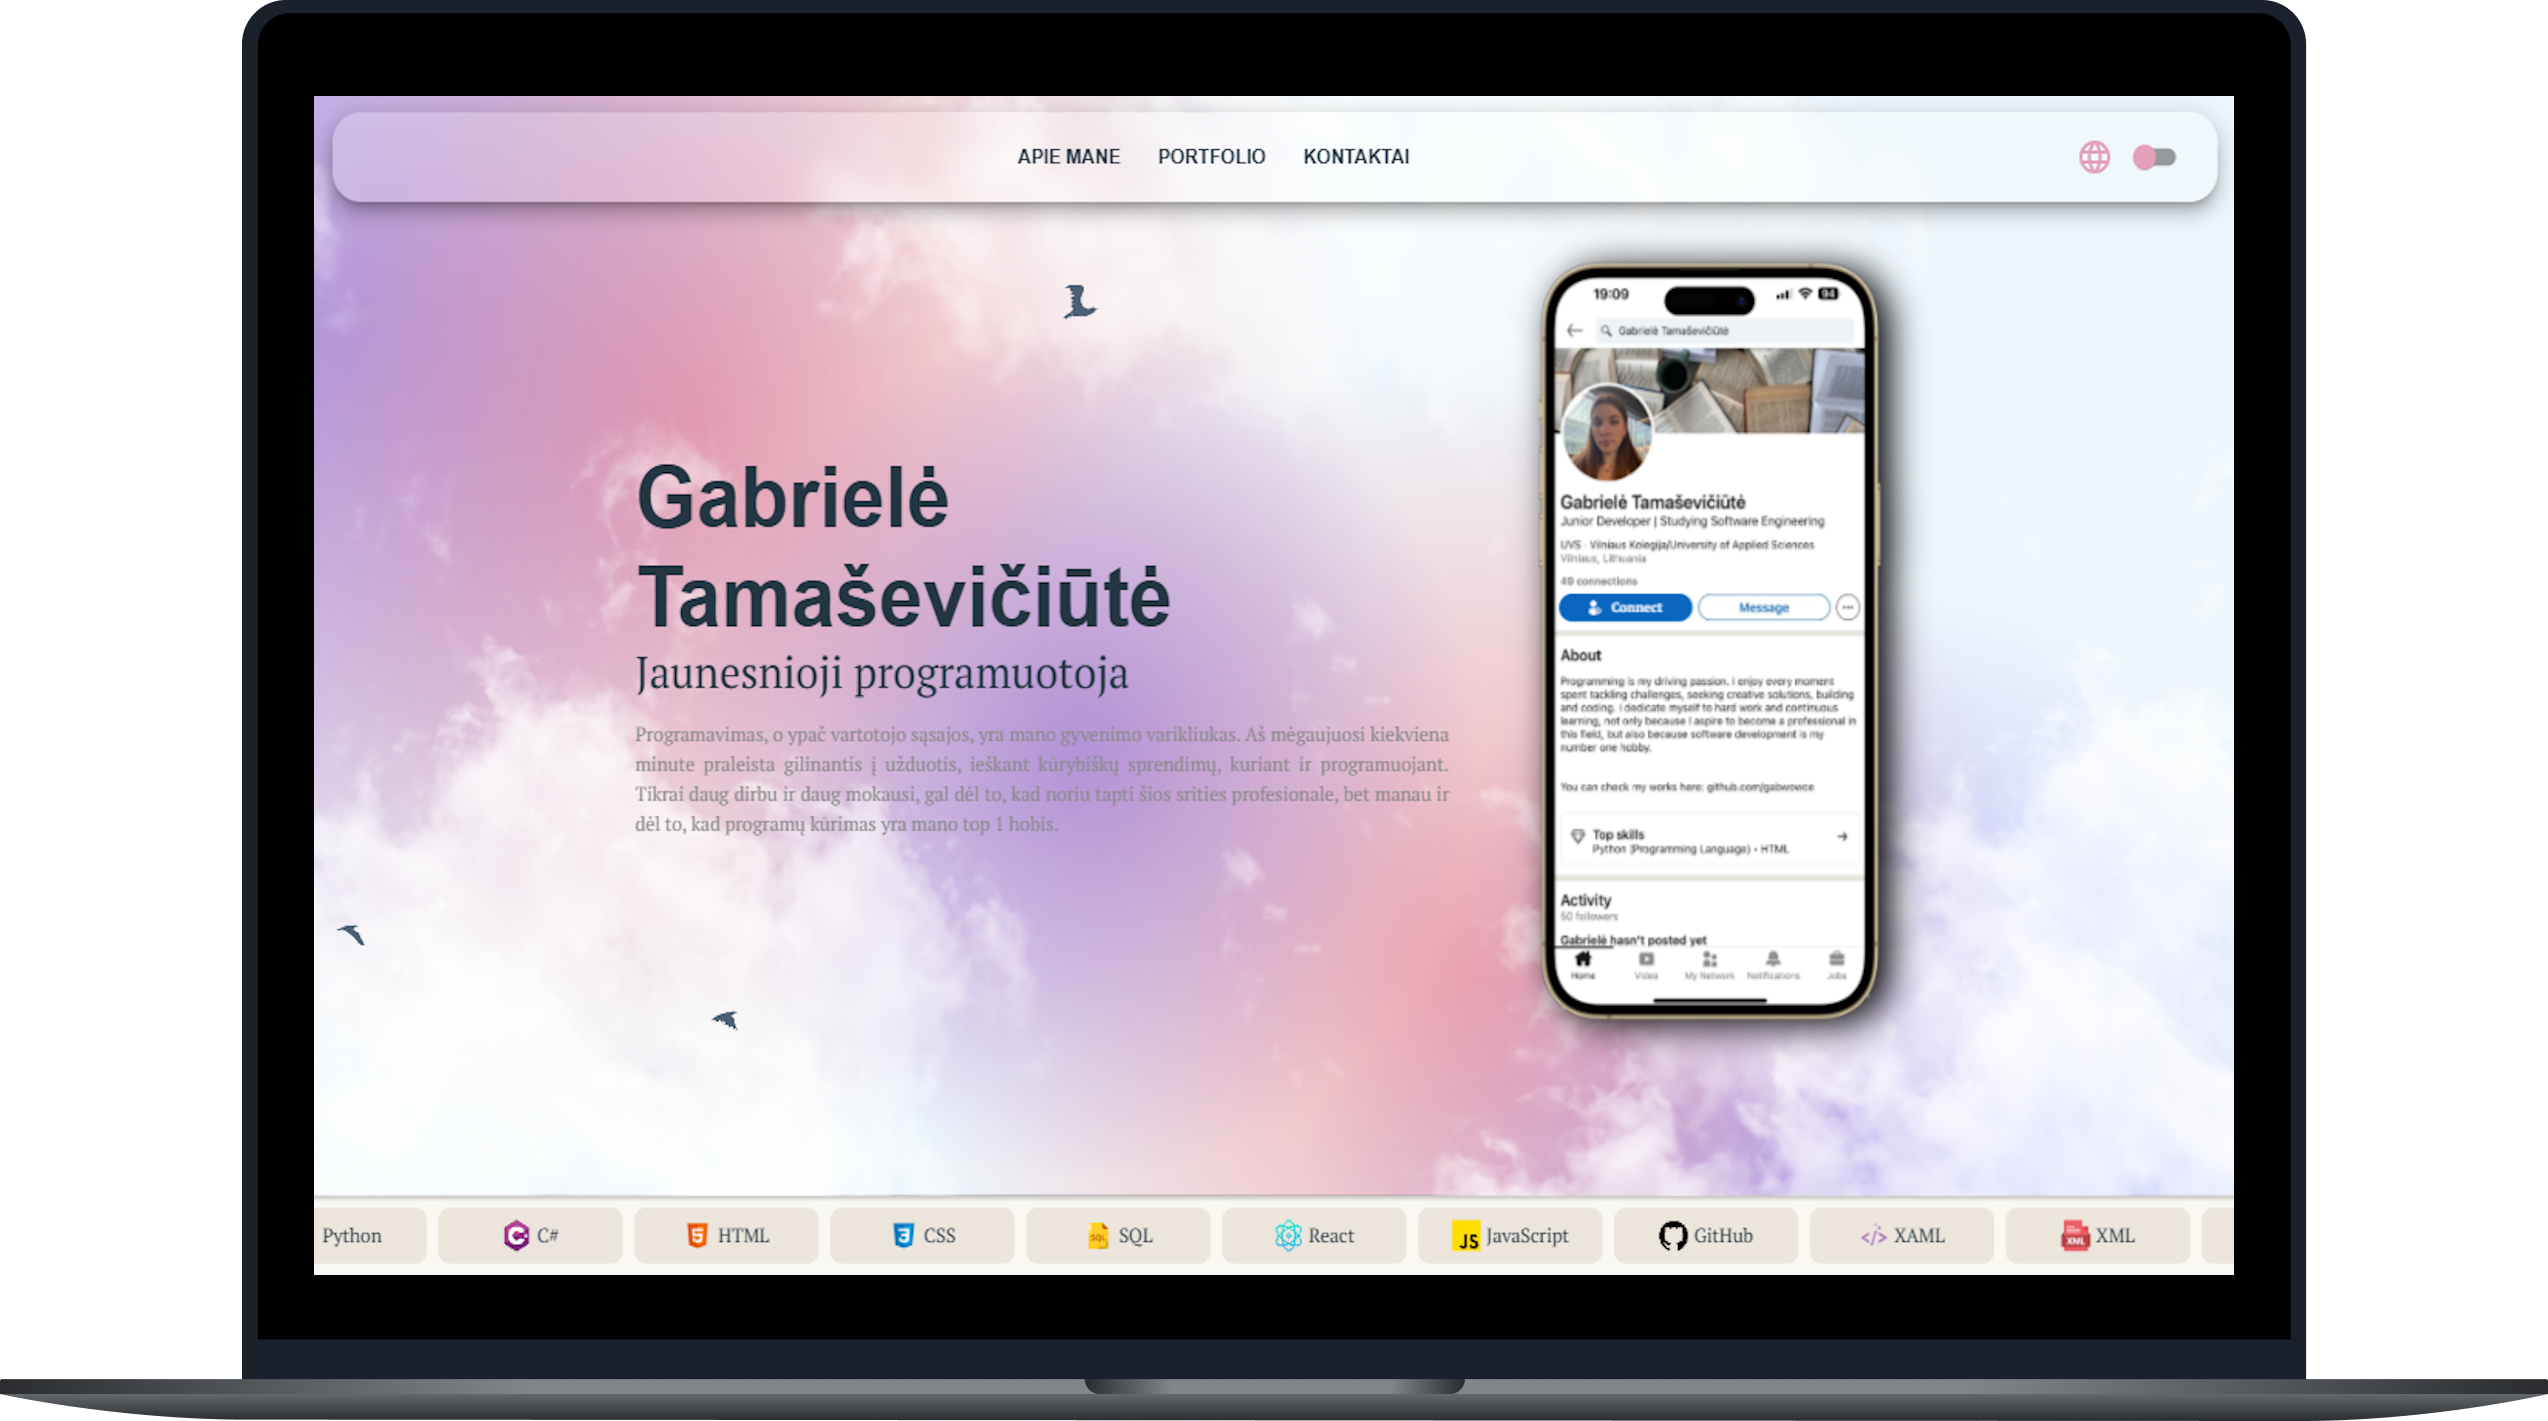 APIE MANE PORTFOLIO KONTAKTAI
Gabrielė
Tamaševičiūtė
Jaunesnioji programuotoja
Programavimas, o ypač vartotojo sąsajos, yra mano gyvenimo varikliukas. Aš mėgaujuosi kiekviena
minute praleista gilinantis į užduotis, ieškant kūrybiškų sprendimų, kuriant ir programuojant.
Tikrai daug dirbu ir daug mokausi, gal dėl to, kad noriu tapti šios srities profesionale, bet manau ir
dėl to, kad programų kūrimas yra mano top 1 hobis.
19:09 94
Gabrielė Tamaševičiūtė
Gabrielė Tamaševičiūtė
Junior Developer | Studying Software Engineering
UVS - Vilniaus Kolegija/University of Applied Sciences
Vilniaus, Lithuania
49 connections
Connect Message
About
Programming is my driving passion. I enjoy every moment
spent tackling challenges, seeking creative solutions, building
and coding. I dedicate myself to hard work and continuous
learning, not only because I aspire to become a professional in
this field, but also because software development is my
number one hobby.
You can check my works here: github.com/gabwowce
Top skills
Python (Programming Language) • HTML
Activity
50 followers
Gabrielė hasn't posted yet
Home Video My Network Notifications Jobs
Python C# HTML CSS SQL SQL React JS JavaScript GitHub </> XAML XML XML